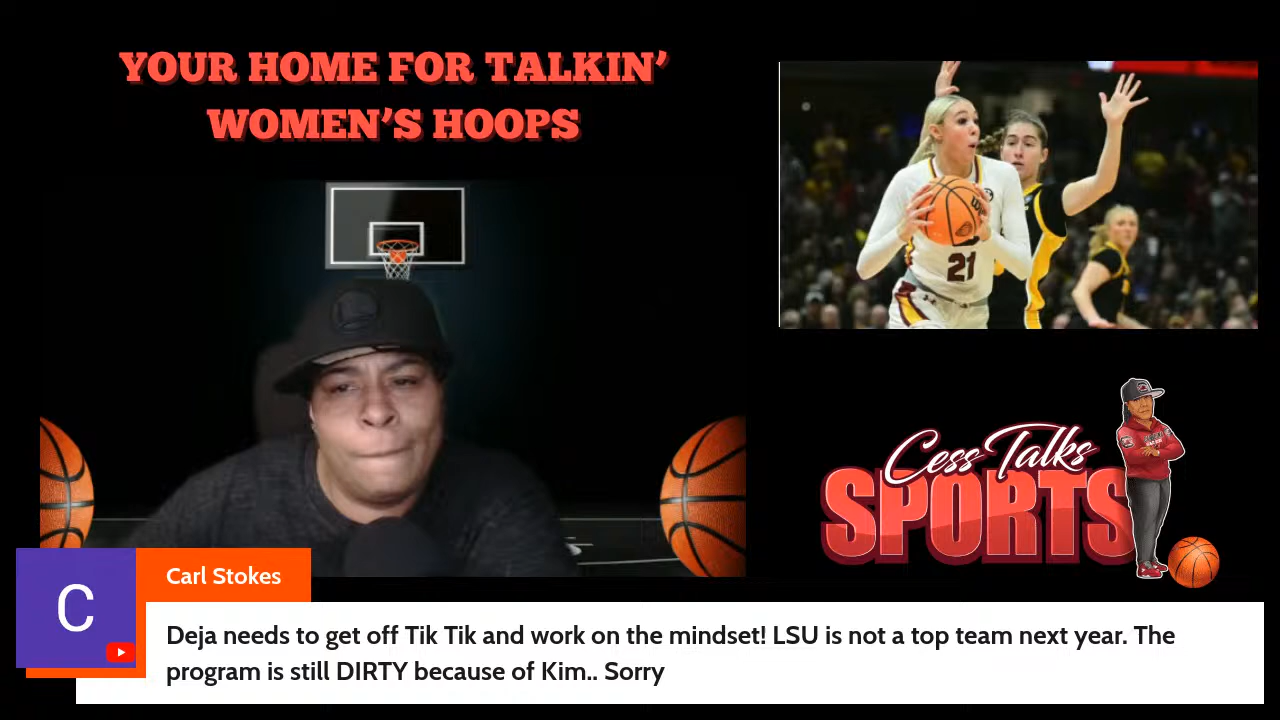 YOUR HOME FOR TALKIN'
WOMEN'S HOOPS
21
Cess Talks
SPORTS
C
Carl Stokes
Deja needs to get off Tik Tik and work on the mindset! LSU is not a top team next year. The
program is still DIRTY because of Kim.. Sorry